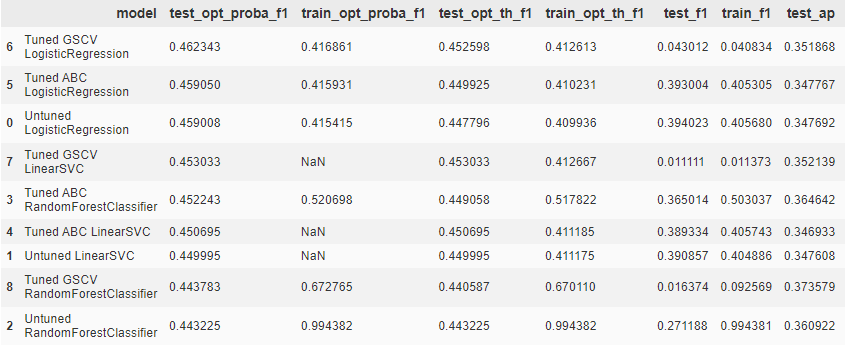 model test_opt_proba_f1 train_opt_proba_f1 test_opt_th_f1 train_opt_th_f1 test_f1 train_f1 test_ap
6 Tuned GSCV LogisticRegression 0.462343 0.416861 0.452598 0.412613 0.043012 0.040834 0.351868
5 Tuned ABC LogisticRegression 0.459050 0.415931 0.449925 0.410231 0.393004 0.405305 0.347767
0 Untuned LogisticRegression 0.459008 0.415415 0.447796 0.409936 0.394023 0.405680 0.347692
7 Tuned GSCV LinearSVC 0.453033 NaN 0.453033 0.412667 0.011111 0.011373 0.352139
3 Tuned ABC RandomForestClassifier 0.452243 0.520698 0.449058 0.517822 0.365014 0.503037 0.364642
4 Tuned ABC LinearSVC 0.450695 NaN 0.450695 0.411185 0.389334 0.405743 0.346933
1 Untuned LinearSVC 0.449995 NaN 0.449995 0.411175 0.390857 0.404886 0.347608
8 Tuned GSCV RandomForestClassifier 0.443783 0.672765 0.440587 0.670110 0.016374 0.092569 0.373579
2 Untuned RandomForestClassifier 0.443225 0.994382 0.443225 0.994382 0.271188 0.994381 0.360922